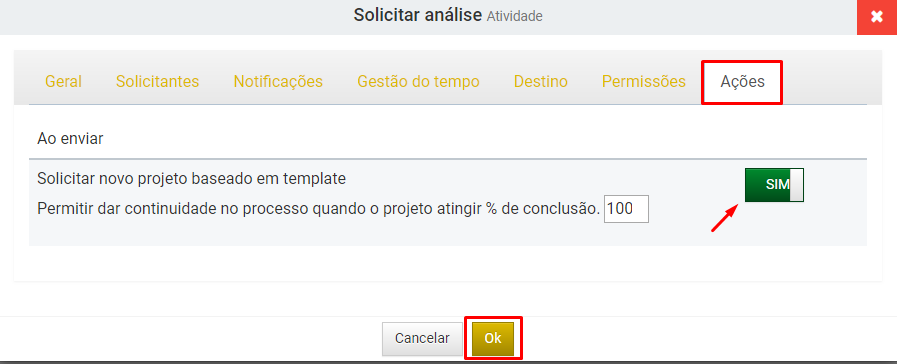 Solicitar análise Atividade
Geral Solicitantes Notificações Gestão do tempo Destino Permissões Ações
Ao enviar
Solicitar novo projeto baseado em template SIM
Permitir dar continuidade no processo quando o projeto atingir % de conclusão. 100
Cancelar Ok